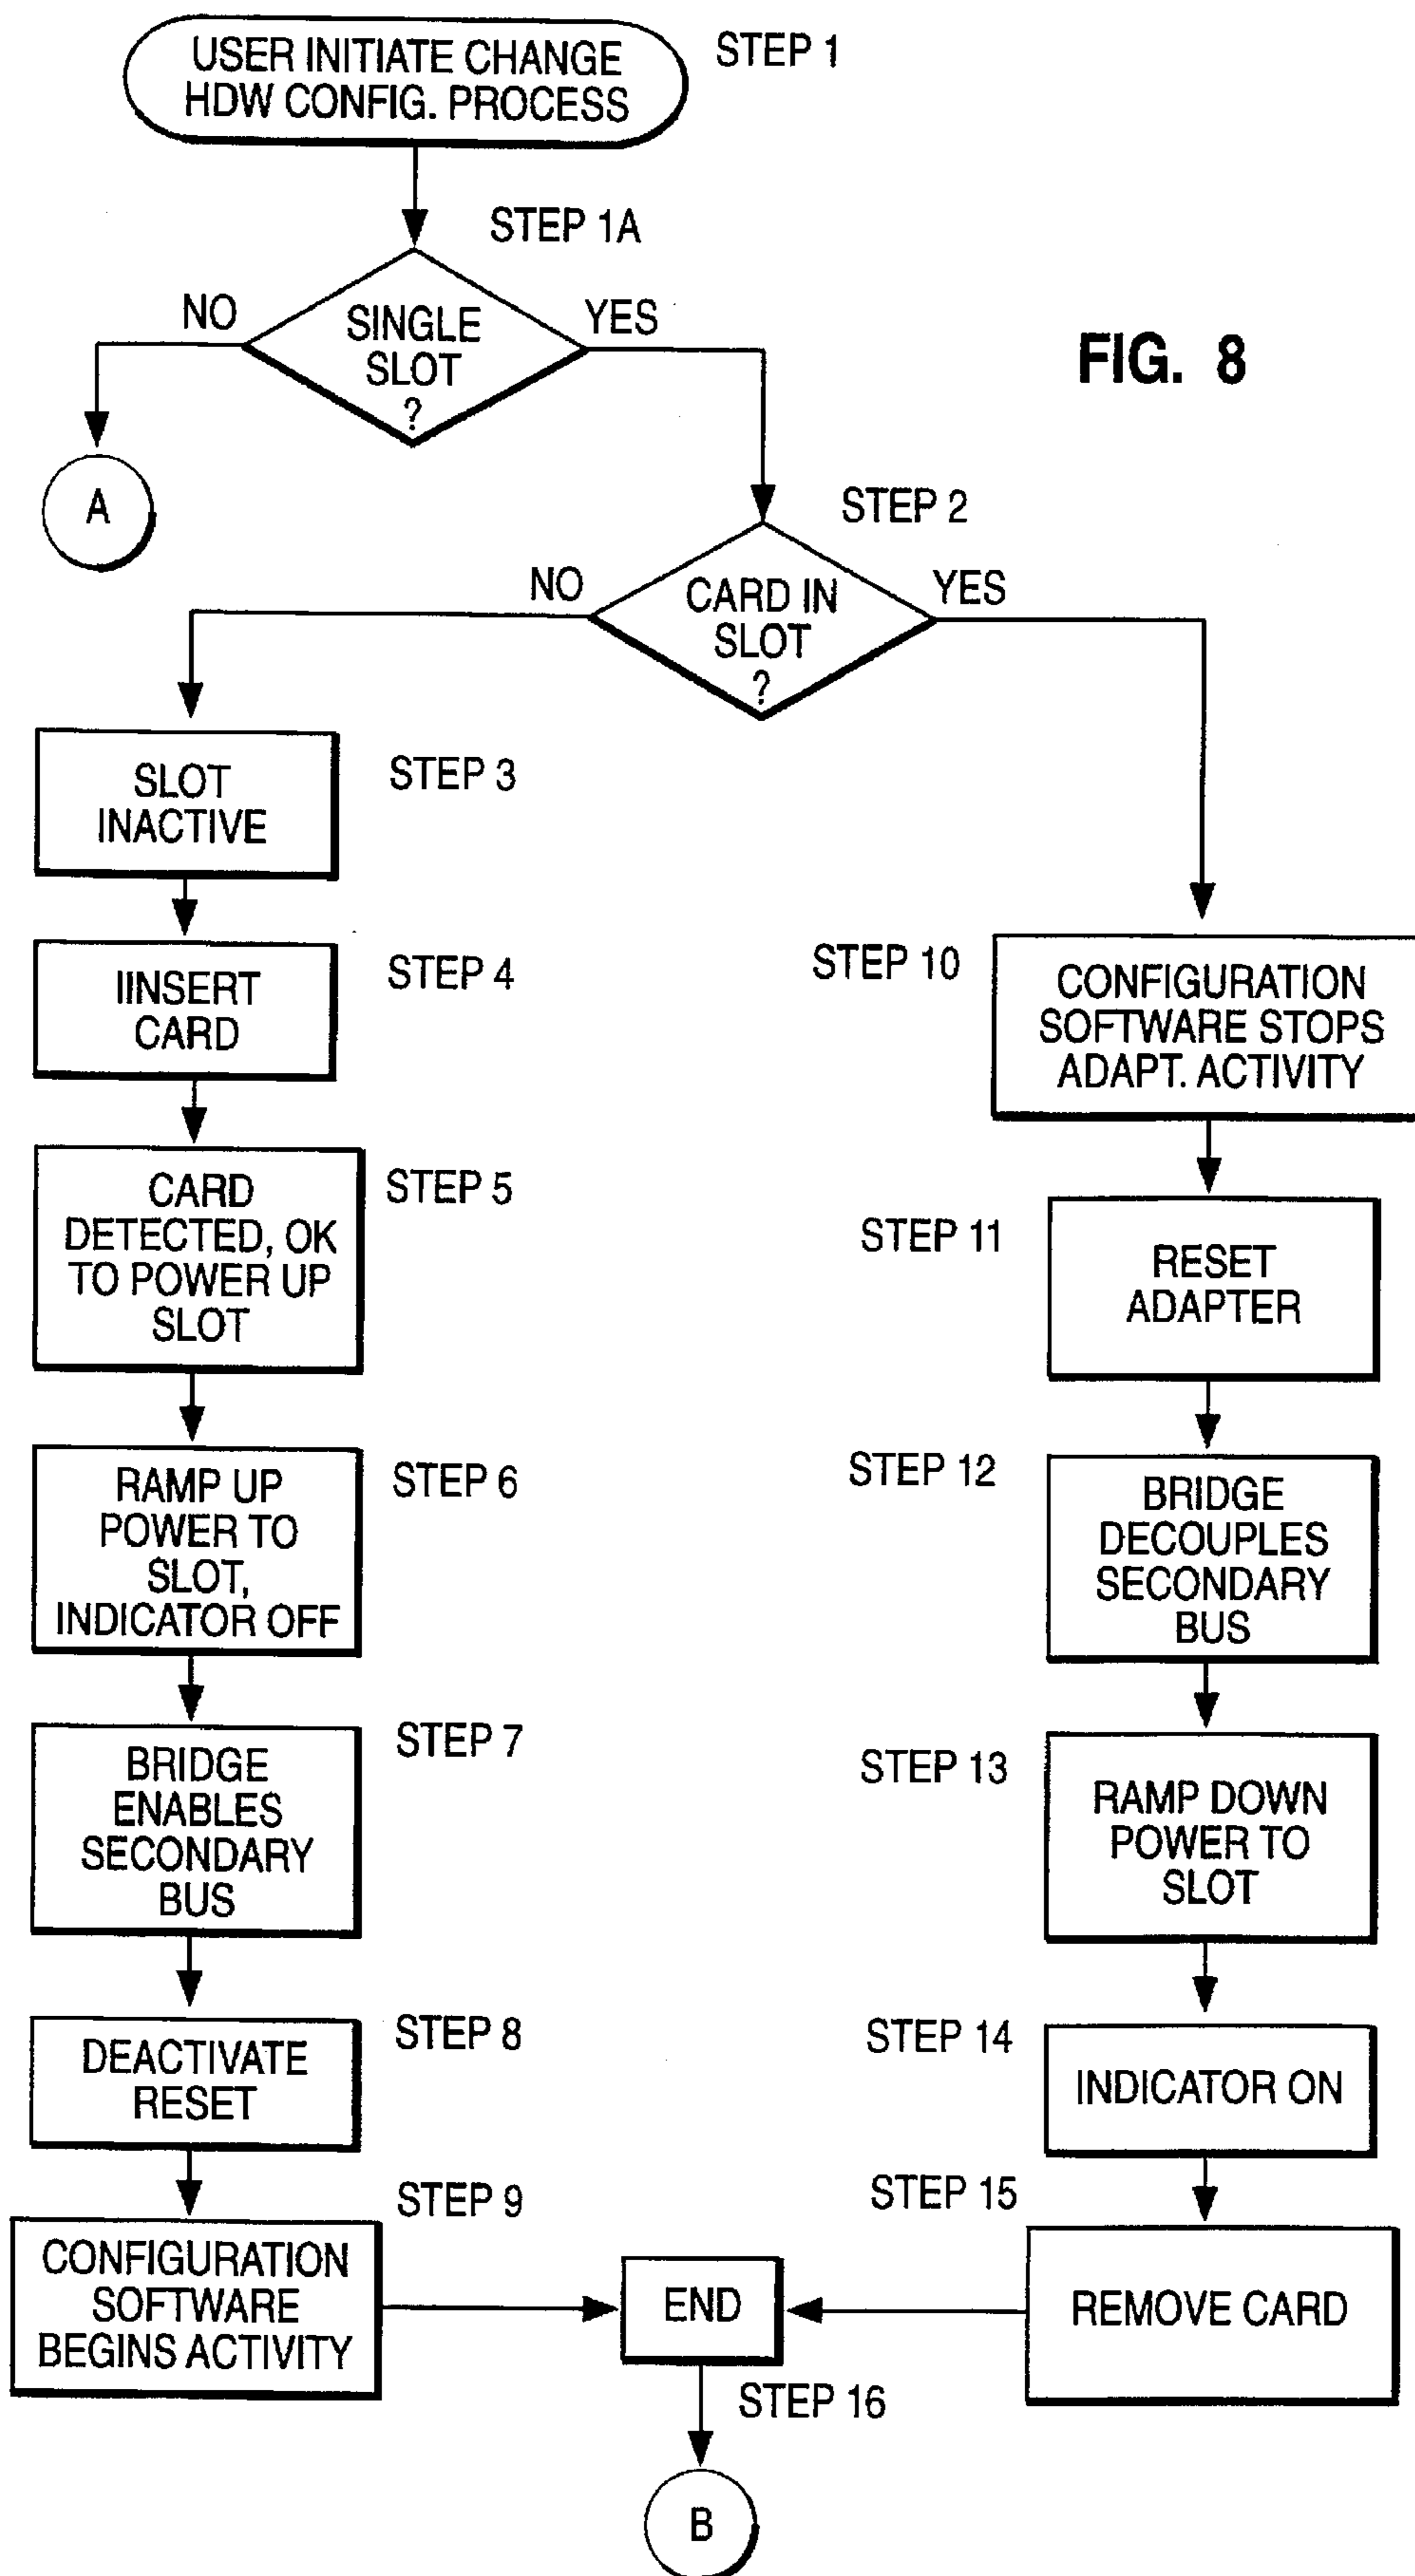 USER INITIATE CHANGE
HDW CONFIG. PROCESS
STEP 1
STEP 1A
NO
SINGLE
SLOT
?
YES
FIG. 8
A
STEP 2
NO
CARD IN
SLOT
?
YES
SLOT
INACTIVE
STEP 3
IINSERT
CARD
STEP 4
CARD
DETECTED, OK
TO POWER UP
SLOT
STEP 5
RAMP UP
POWER TO
SLOT,
INDICATOR OFF
STEP 6
BRIDGE
ENABLES
SECONDARY
BUS
STEP 7
DEACTIVATE
RESET
STEP 8
CONFIGURATION
SOFTWARE
BEGINS ACTIVITY
STEP 9
STEP 10
CONFIGURATION
SOFTWARE STOPS
ADAPT. ACTIVITY
STEP 11
RESET
ADAPTER
STEP 12
BRIDGE
DECOUPLES
SECONDARY
BUS
STEP 13
RAMP DOWN
POWER TO
SLOT
STEP 14
INDICATOR ON
STEP 15
REMOVE CARD
END
STEP 16
B